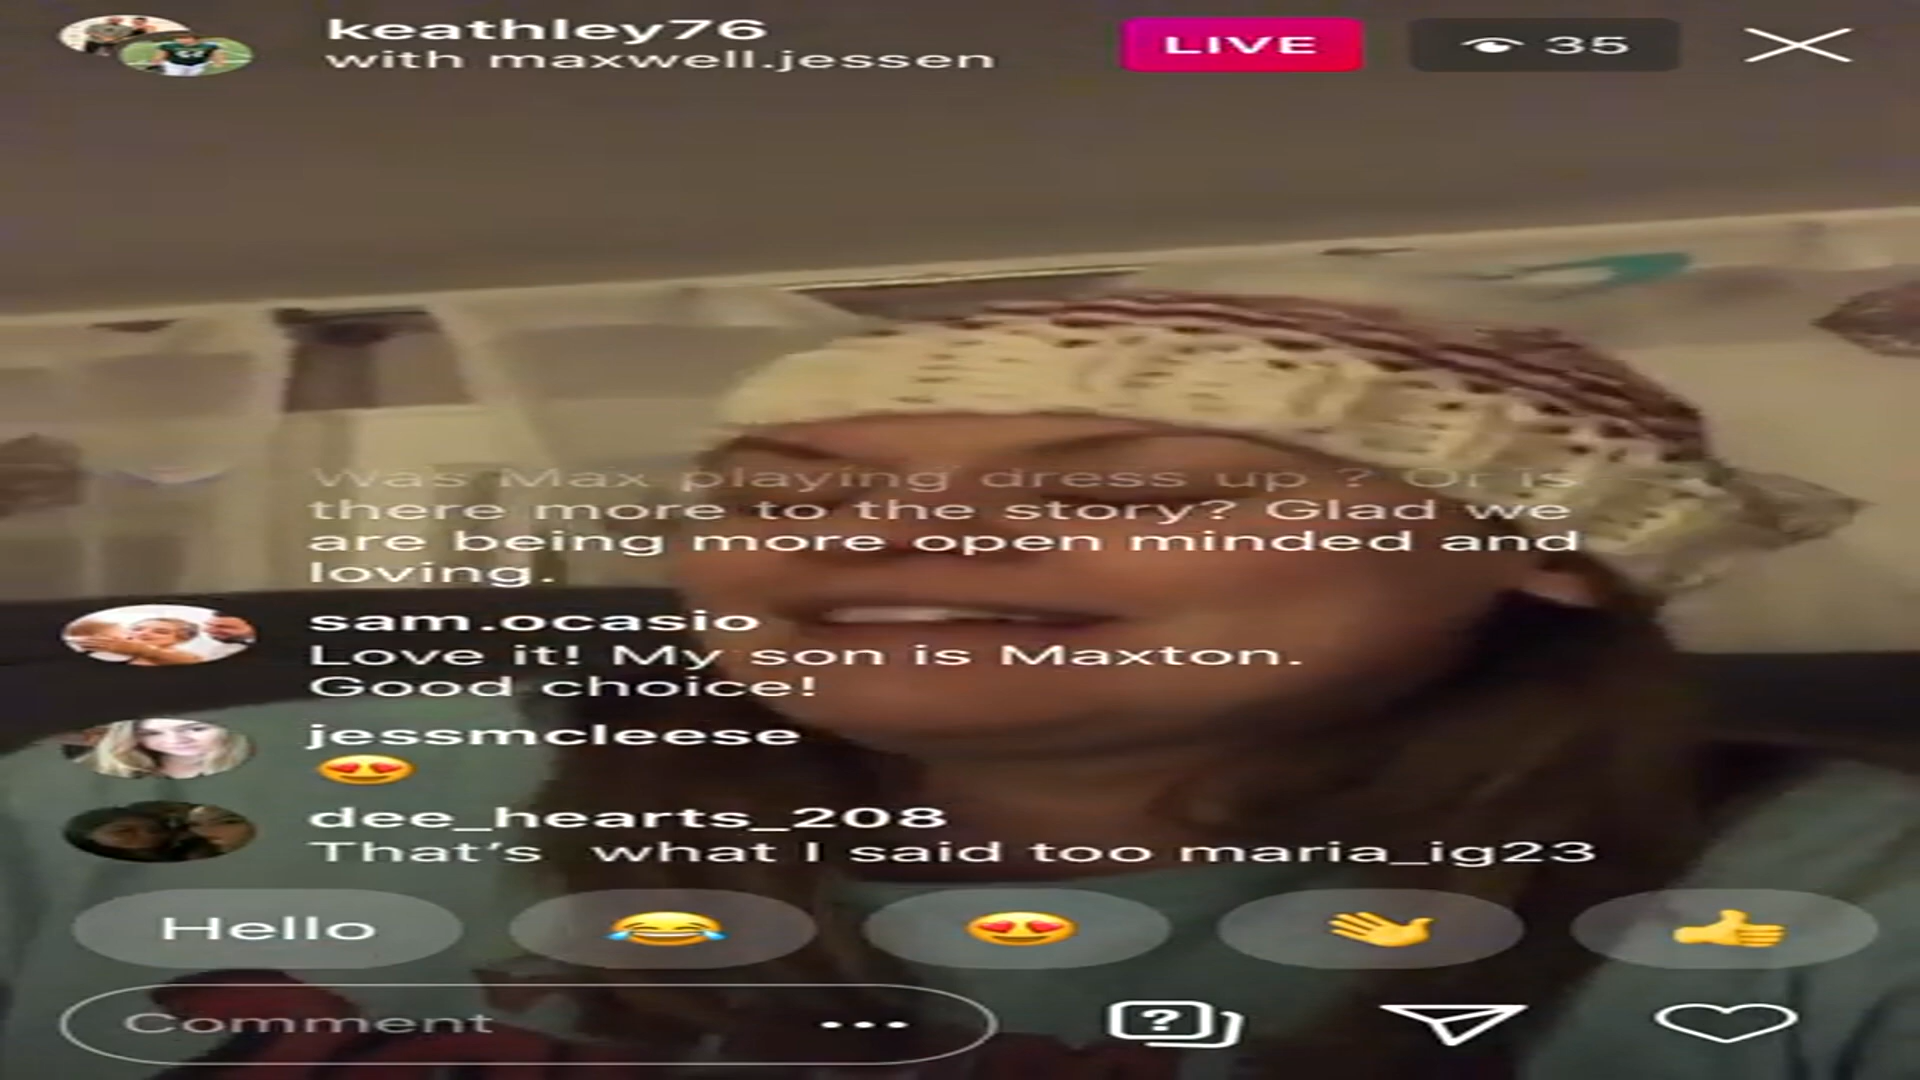 keathley76
with maxwell.jessen
LIVE
35
Was Max playing dress up ? Or is
there more to the story? Glad we
are being more open minded and
loving.
sam.ocasio
Love it! My son is Maxton.
Good choice!
jessmcleese
😍
dee_hearts_208
That's what I said too maria_ig23
Hello
Comment